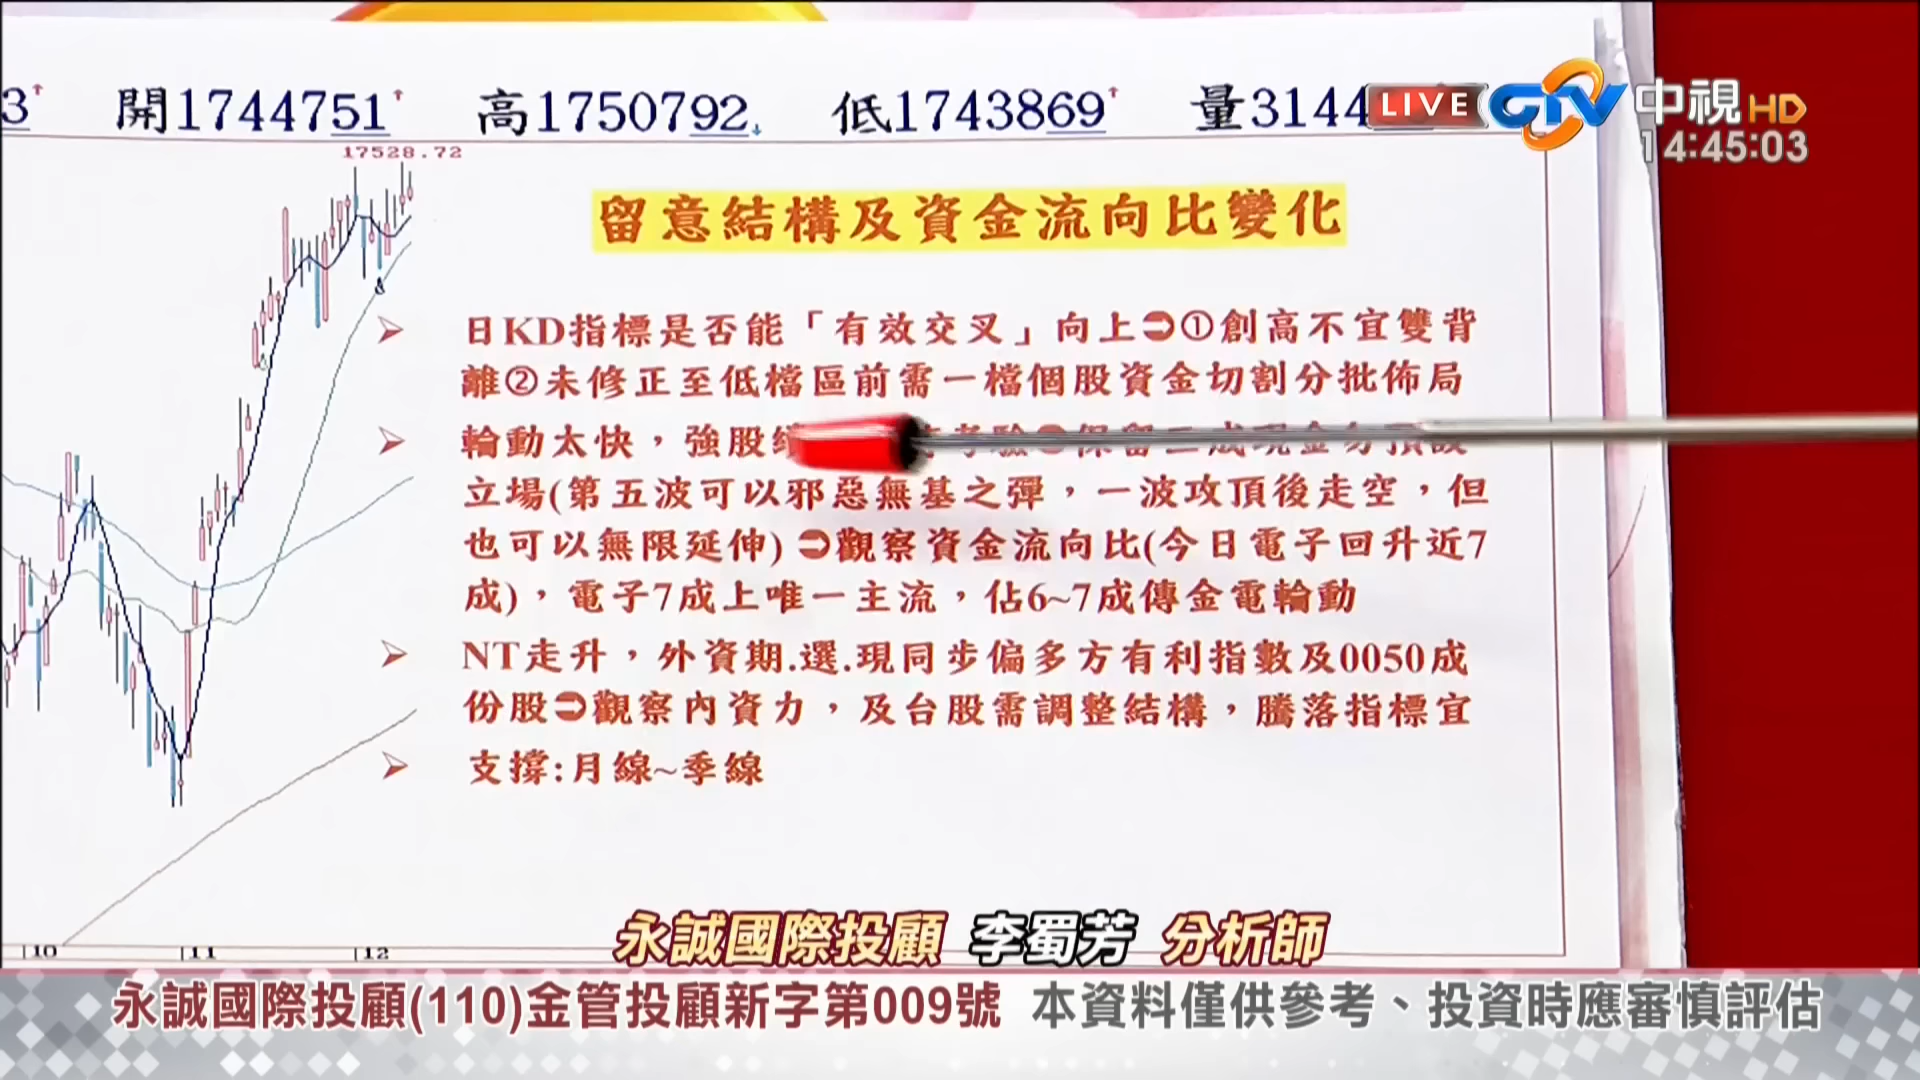 3↑ 開1744751↑ 高1750792↓ 低1743869↑ 量3144
LIVE CTV 中視HD
14:45:03
17528.72
留意結構及資金流向比變化
➢ 日KD指標是否能「有效交叉」向上➲①創高不宜雙背
離②未修正至低檔區前需一檔個股資金切割分批佈局
➢ 輪動太快，強股 考驗➲保留二成現金勿預設
立場(第五波可以邪惡無基之彈，一波攻頂後走空，但
也可以無限延伸)➲觀察資金流向比(今日電子回升近7
成)，電子7成上唯一主流，佔6~7成傳金電輪動
➢ NT走升，外資期.選.現同步偏多方有利指數及0050成
份股➲觀察內資力，及台股需調整結構，騰落指標宜
➢ 支撐:月線~季線
10 11 12
永誠國際投顧 李蜀芳 分析師
永誠國際投顧(110)金管投顧新字第009號 本資料僅供參考、投資時應審慎評估